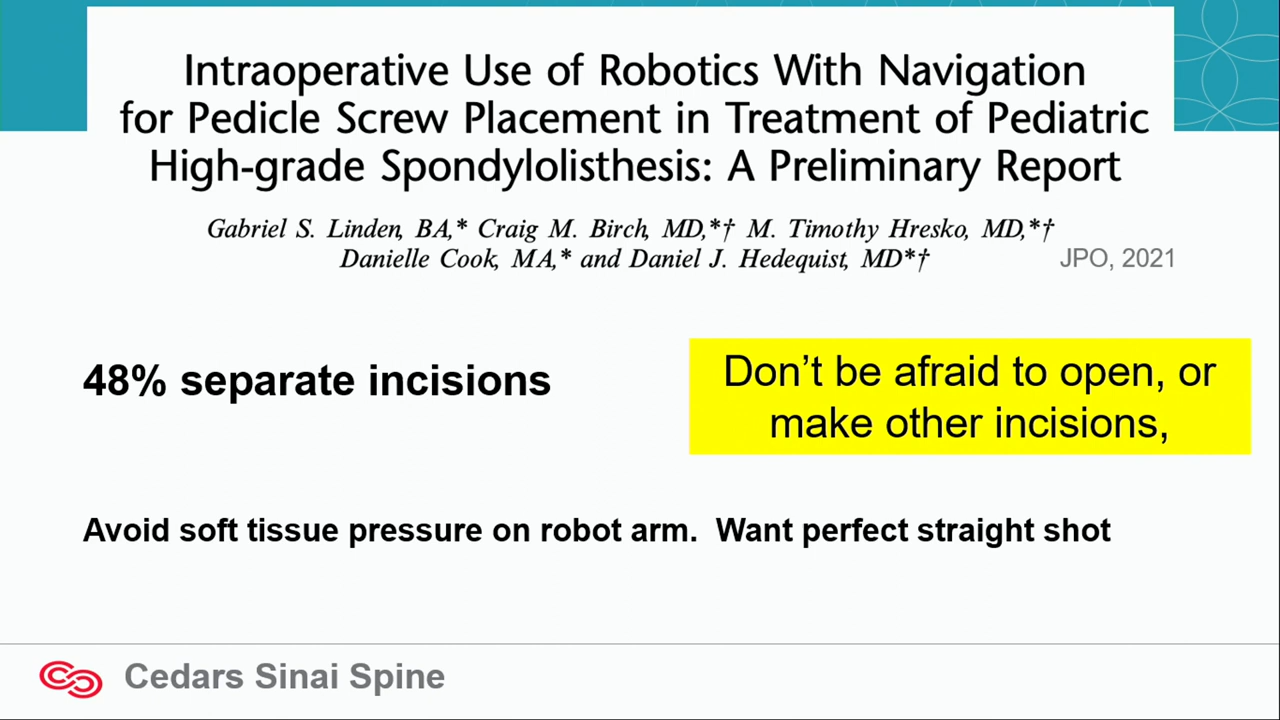 Intraoperative Use of Robotics With Navigation
for Pedicle Screw Placement in Treatment of Pediatric
High-grade Spondylolisthesis: A Preliminary Report
Gabriel S. Linden, BA,* Craig M. Birch, MD,*† M. Timothy Hresko, MD,*†
Danielle Cook, MA,* and Daniel J. Hedequist, MD*†
JPO, 2021
48% separate incisions
Don't be afraid to open, or
make other incisions,
Avoid soft tissue pressure on robot arm.  Want perfect straight shot
Cedars Sinai Spine